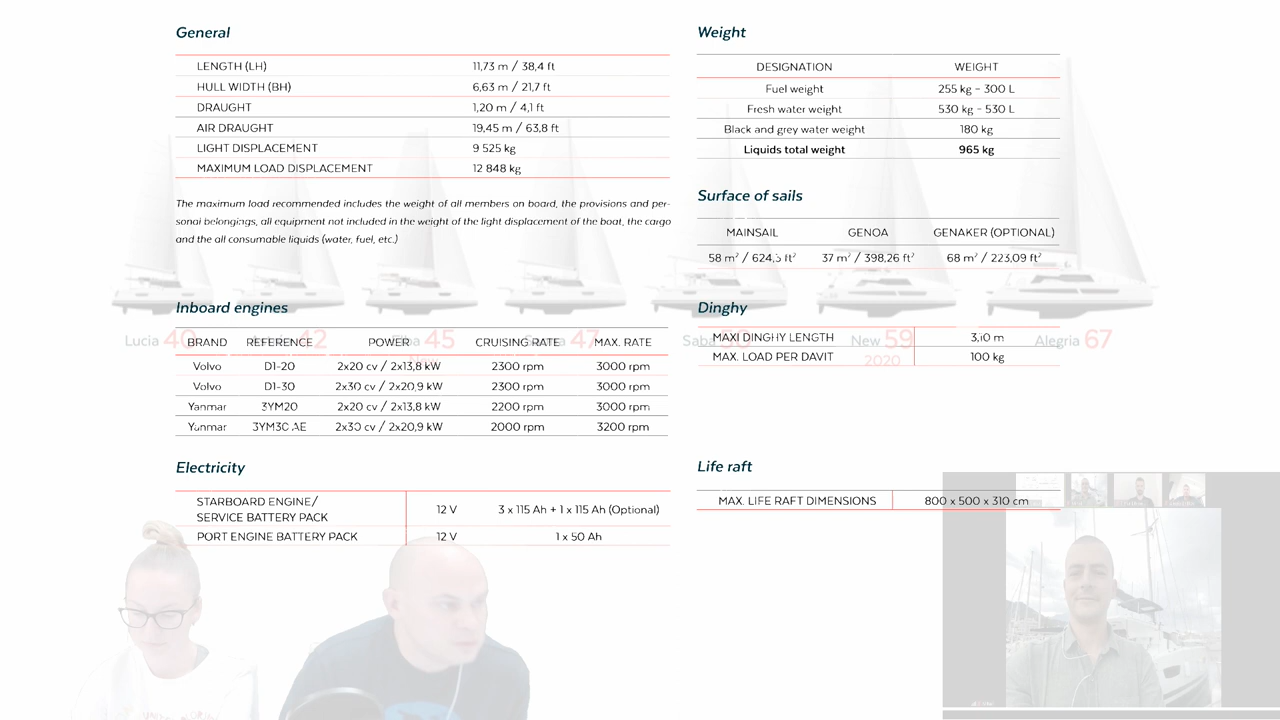 General
LENGTH (LH) 11,73 m / 38,4 ft
HULL WIDTH (BH) 6,63 m / 21,7 ft
DRAUGHT 1,20 m / 4,1 ft
AIR DRAUGHT 19,45 m / 63,8 ft
LIGHT DISPLACEMENT 9 525 kg
MAXIMUM LOAD DISPLACEMENT 12 848 kg
The maximum load recommended includes the weight of all members on board, the provisions and per-
sonal belongings, all equipment not included in the weight of the light displacement of the boat, the cargo
and the all consumable liquids (water, fuel, etc.)
Weight
DESIGNATION WEIGHT
Fuel weight 255 kg – 300 L
Fresh water weight 530 kg – 530 L
Black and grey water weight 180 kg
Liquids total weight 965 kg
Surface of sails
MAINSAIL GENOA GENAKER (OPTIONAL)
58 m² / 624,3 ft² 37 m² / 398,26 ft² 68 m² / 223,09 ft²
Inboard engines
BRAND REFERENCE POWER CRUISING RATE MAX. RATE
Volvo D1-20 2x20 cv / 2x13,8 kW 2300 rpm 3000 rpm
Volvo D1-30 2x30 cv / 2x20,9 kW 2300 rpm 3000 rpm
Yanmar 3YM20 2x20 cv / 2x13,8 kW 2200 rpm 3000 rpm
Yanmar 3YM30 AE 2x30 cv / 2x20,9 kW 2000 rpm 3200 rpm
Dinghy
MAXI DINGHY LENGTH 3,10 m
MAX. LOAD PER DAVIT 100 kg
Lucia 40
42
45
47
Saba 50
New 59
2020
Alegria 67
Electricity
STARBOARD ENGINE/
SERVICE BATTERY PACK 12 V 3 x 115 Ah + 1 x 115 Ah (Optional)
PORT ENGINE BATTERY PACK 12 V 1 x 50 Ah
Life raft
MAX. LIFE RAFT DIMENSIONS 800 x 500 x 310 cm